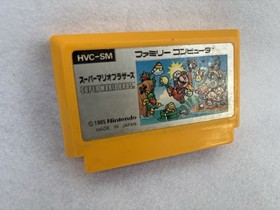 HVC-SM
ファミリー コンピュータ
スーパーマリオブラザーズ
SUPER MARIO BROS.
© 1985 Nintendo
MADE IN JAPAN